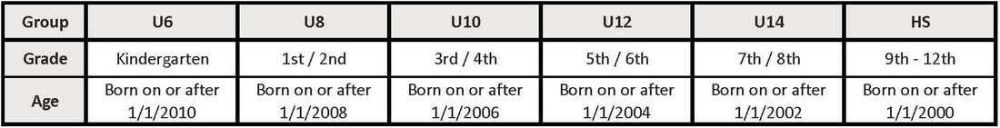 Group U6 U8 U10 U12 U14 HS
Grade Kindergarten 1st / 2nd 3rd / 4th 5th / 6th 7th / 8th 9th - 12th
Age Born on or after 1/1/2010 Born on or after 1/1/2008 Born on or after 1/1/2006 Born on or after 1/1/2004 Born on or after 1/1/2002 Born on or after 1/1/2000